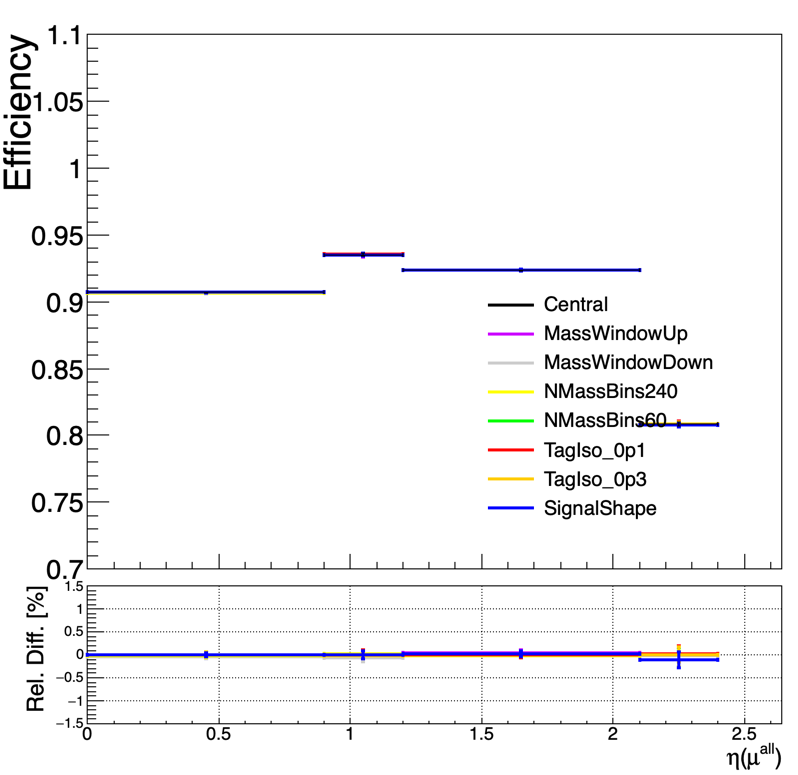 Efficiency
1.1
1.05
1
0.95
0.9
0.85
0.8
0.75
0.7
Central
MassWindowUp
MassWindowDown
NMassBins240
NMassBins60
TagIso_0p1
TagIso_0p3
SignalShape
Rel. Diff. [%]
1.5
1
0.5
0
−0.5
−1
−1.5
0 0.5 1 1.5 2 2.5
η(μ^all)